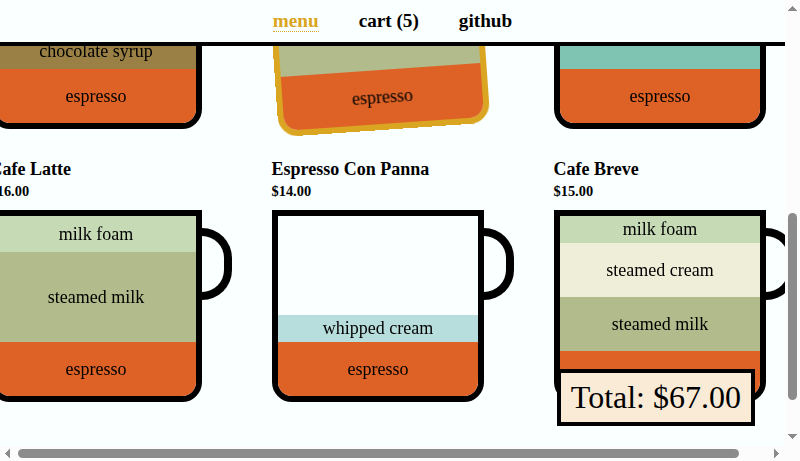 menu cart (5) github
chocolate syrup
espresso espresso espresso
Cafe Latte Espresso Con Panna Cafe Breve
$16.00 $14.00 $15.00
milk foam milk foam
steamed cream
steamed milk
steamed milk
whipped cream
espresso espresso
Total: $67.00